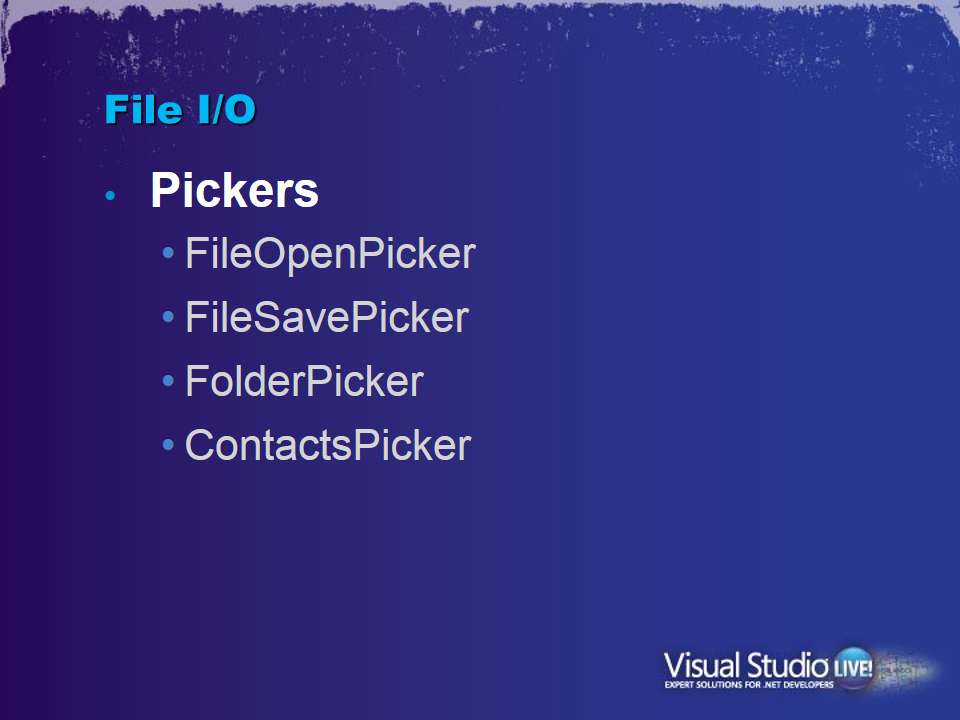 File I/O
• Pickers
• FileOpenPicker
• FileSavePicker
• FolderPicker
• ContactsPicker
Visual Studio LIVE!
EXPERT SOLUTIONS FOR .NET DEVELOPERS